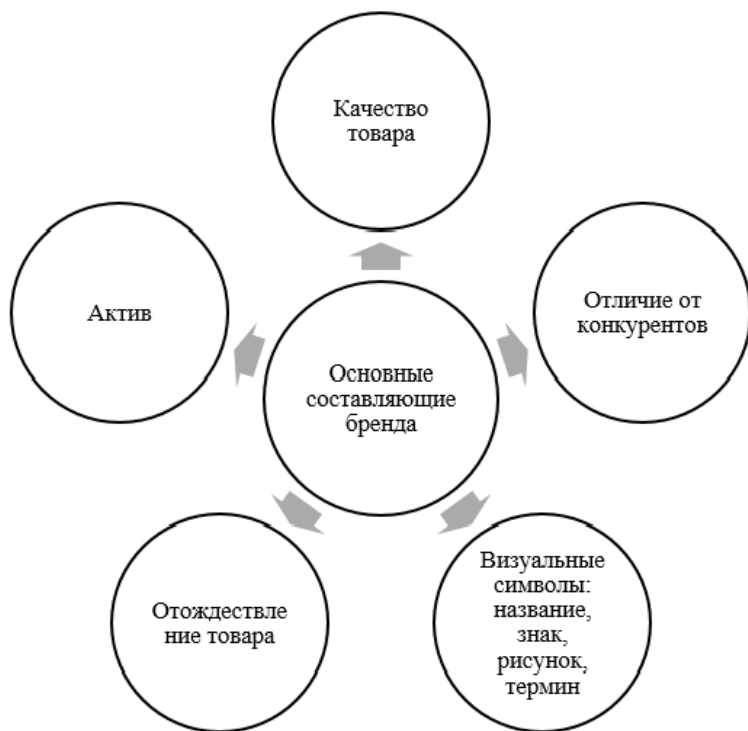 Качество
товара
Актив
Отличие от
конкурентов
Основные
составляющие
бренда
Отождествле
ние товара
Визуальные
символы:
название,
знак,
рисунок,
термин